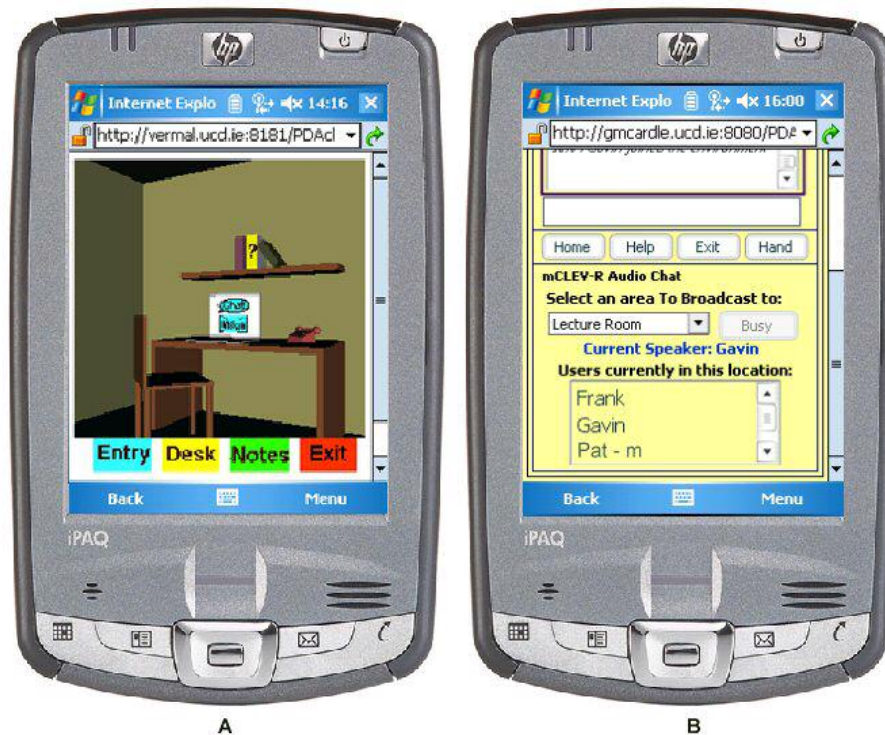 hp
Internet Explo 14:16
http://vermal.ucd.ie:8181/PDAcl
?
Chat
Entry Desk Notes Exit
Back Menu
iPAQ
A
hp
Internet Explo 16:00
http://gmcardle.ucd.ie:8080/PDA
Home Help Exit Hand
mCLEV-R Audio Chat
Select an area To Broadcast to:
Lecture Room Busy
Current Speaker: Gavin
Users currently in this location:
Frank
Gavin
Pat - m
Back Menu
iPAQ
B